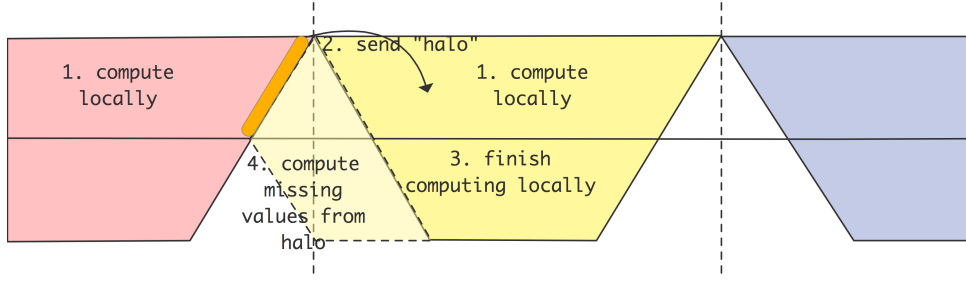 2. send "halo"
1. compute
locally
1. compute
locally
4. compute
missing
values from
halo
3. finish
computing locally